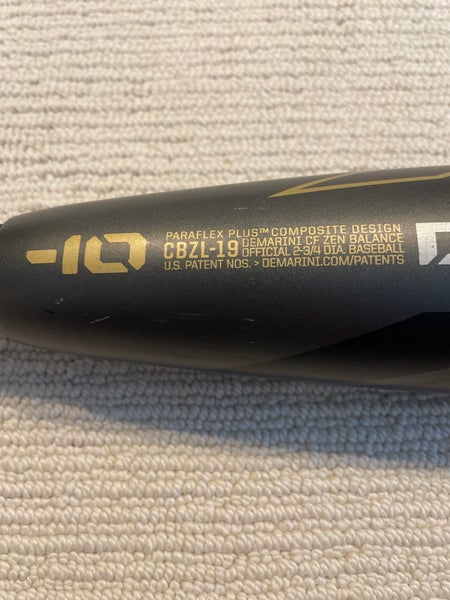 -10
PARAFLEX PLUS™ COMPOSITE DESIGN
CBZL-19
DEMARINI CF ZEN BALANCE
OFFICIAL 2-3/4 DIA. BASEBALL
U.S. PATENT NOS. > DEMARINI.COM/PATENTS